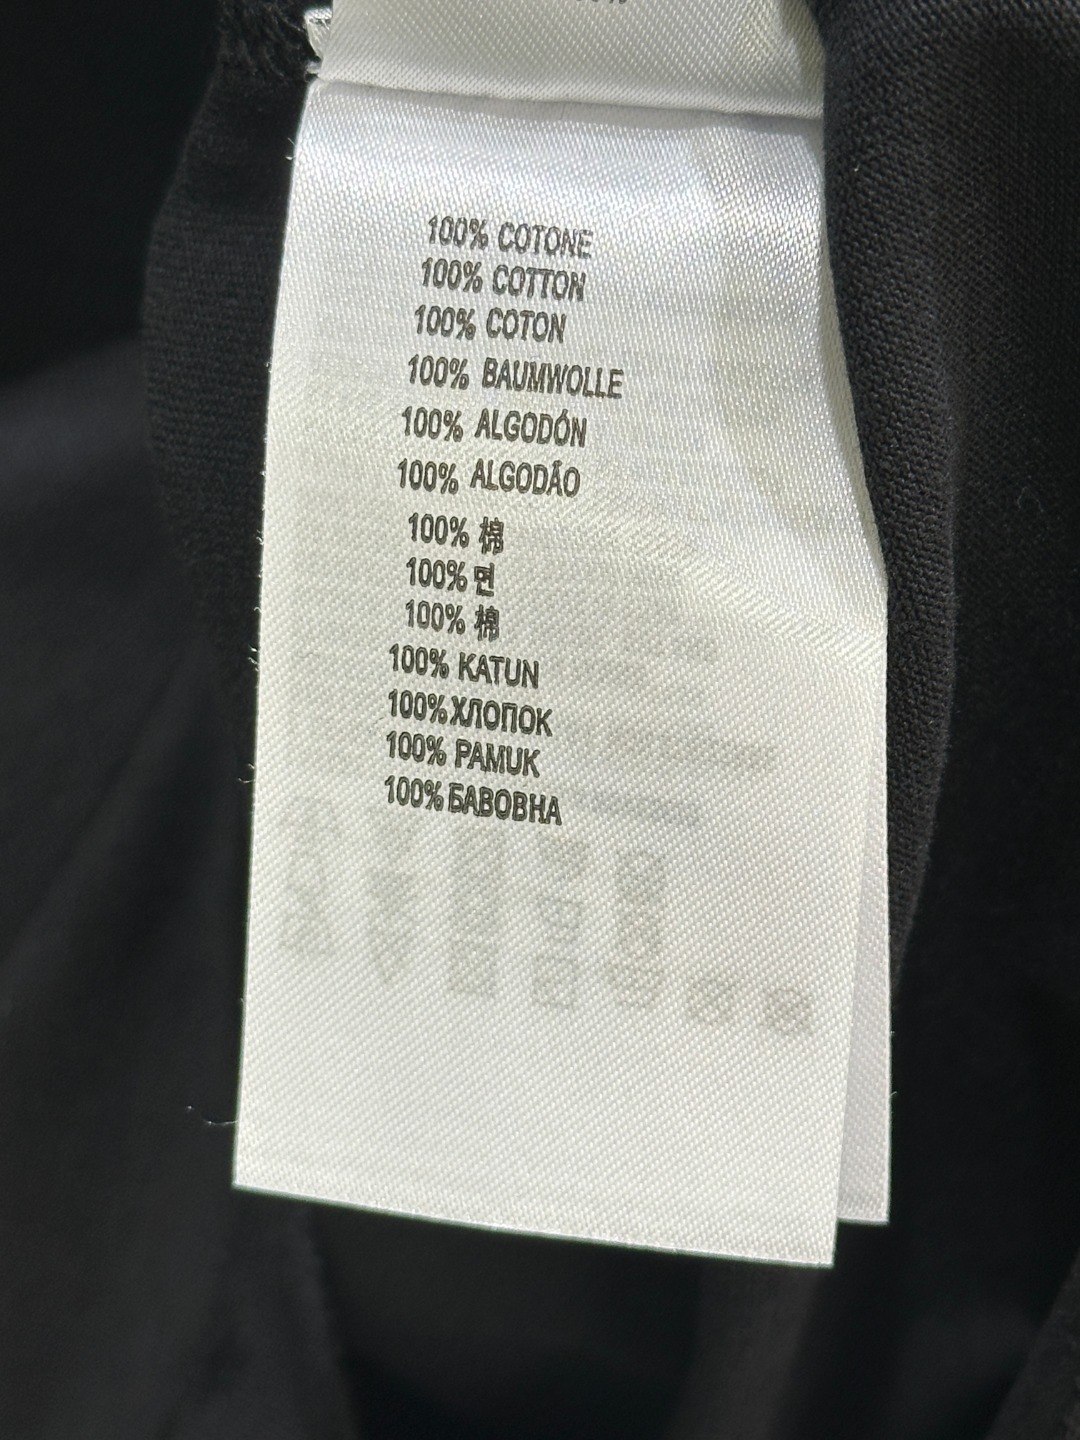 100% COTONE
100% COTTON
100% COTON
100% BAUMWOLLE
100% ALGODÓN
100% ALGODÃO
100% 棉
100% 면
100% 棉
100% KATUN
100% ХЛОПОК
100% PAMUK
100% БАВОВНА